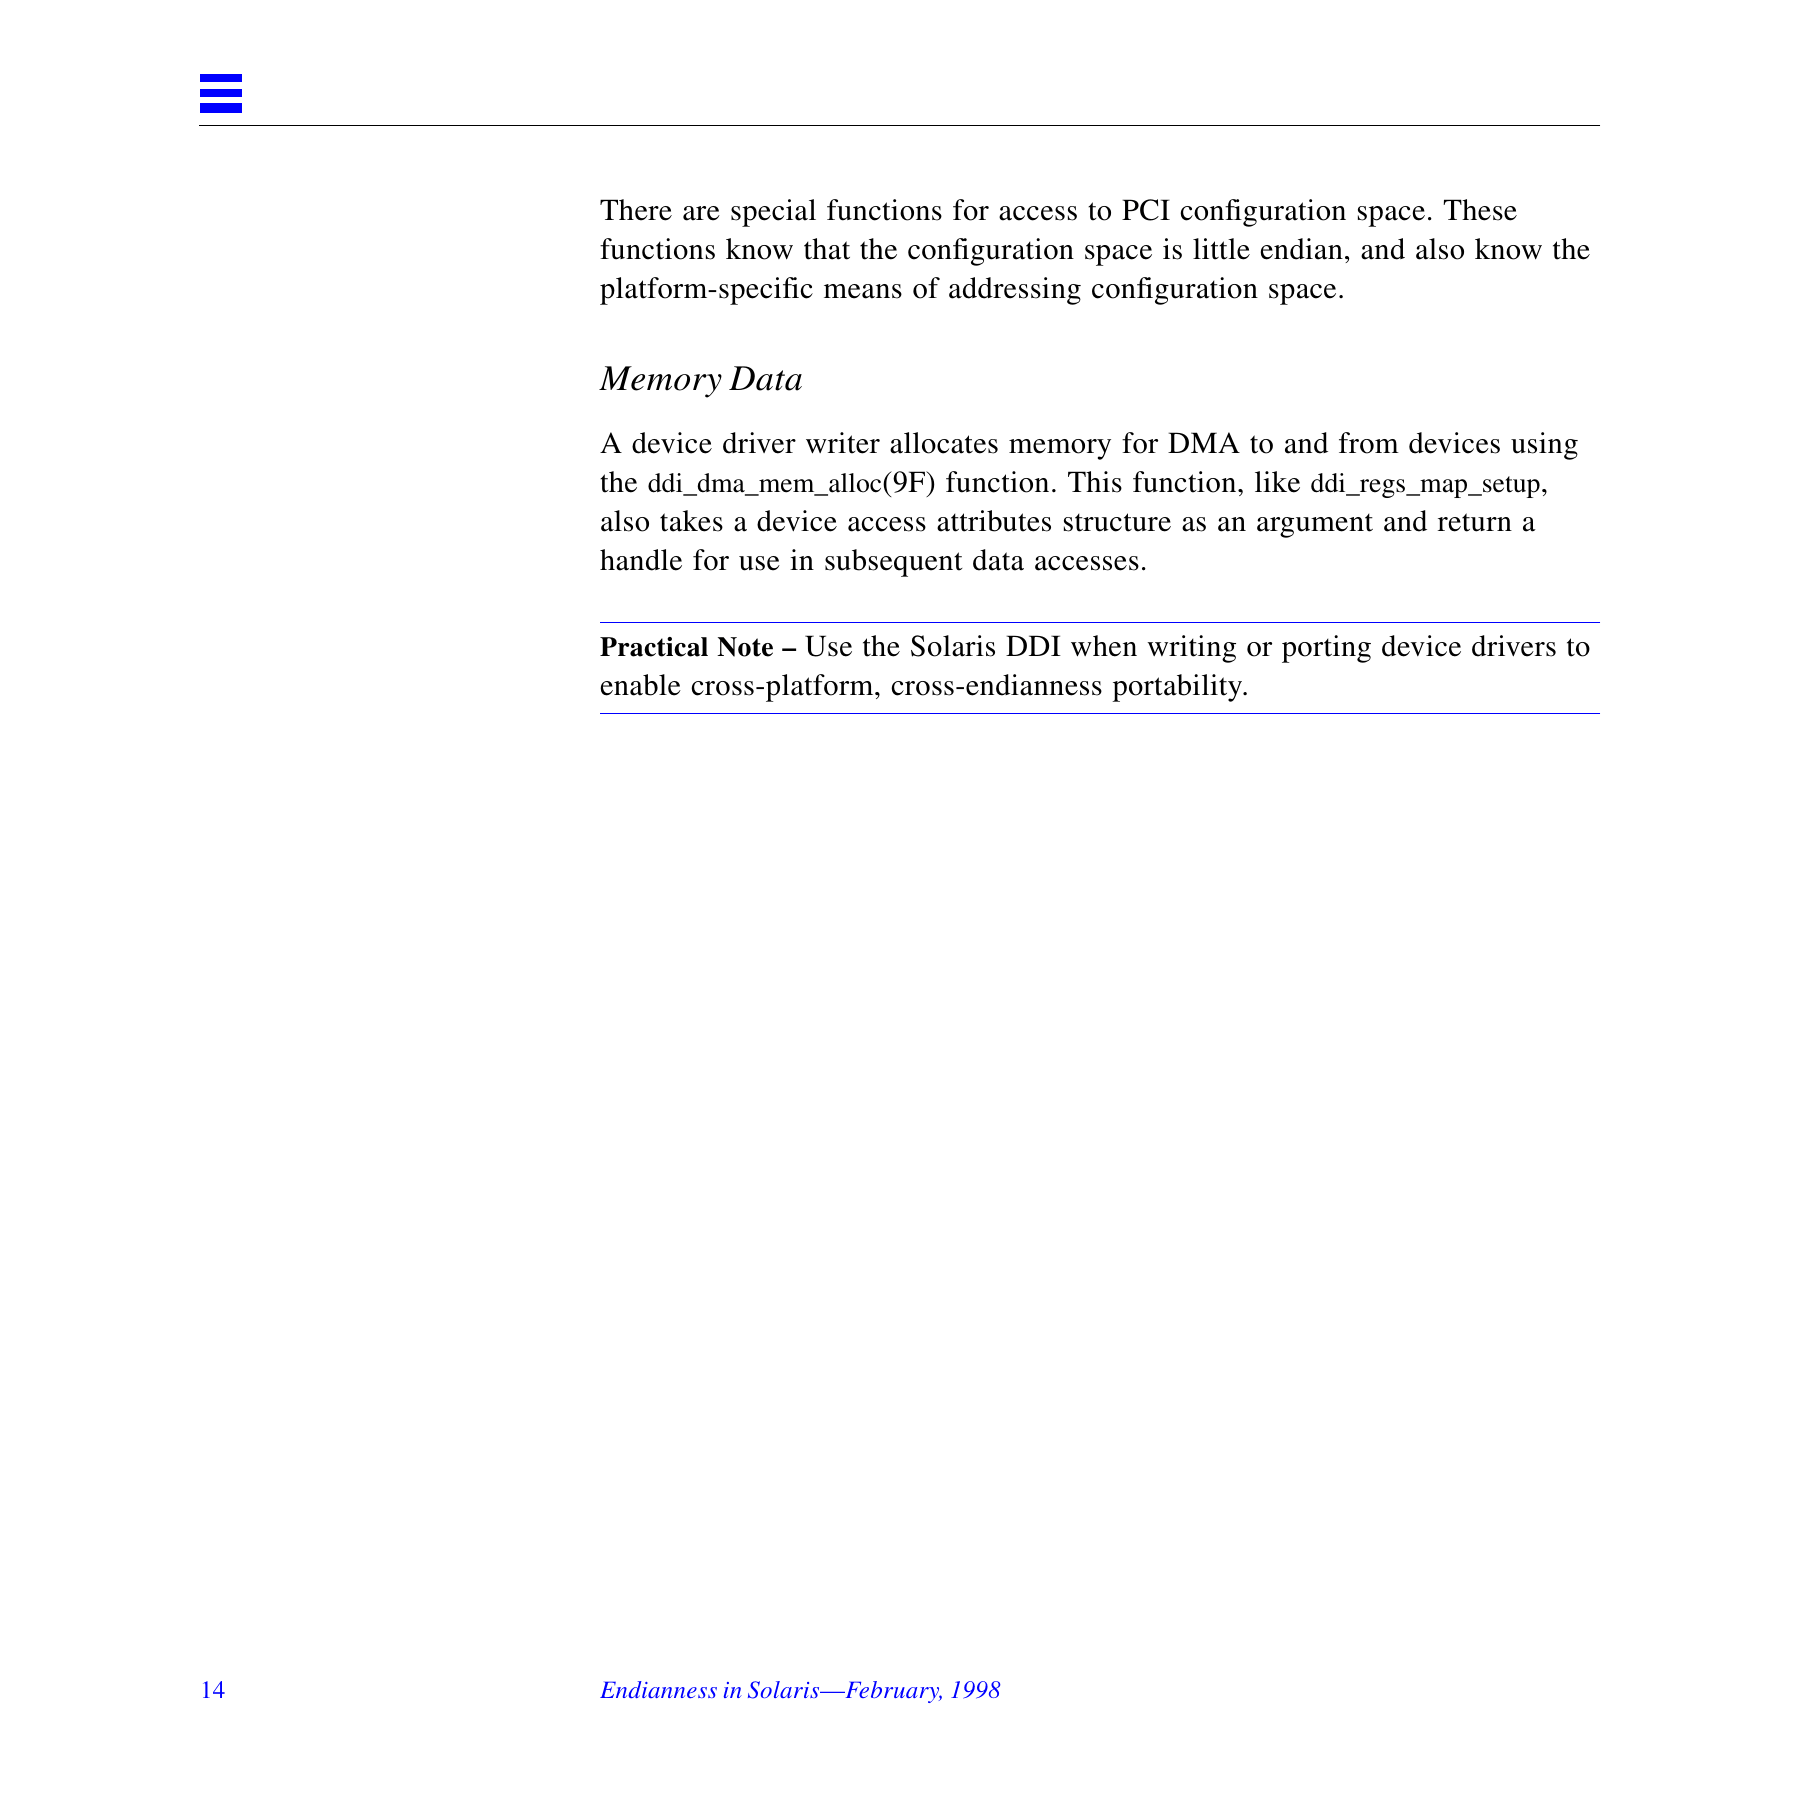 There are special functions for access to PCI configuration space. These
functions know that the configuration space is little endian, and also know the
platform-specific means of addressing configuration space.
Memory Data
A device driver writer allocates memory for DMA to and from devices using
the ddi_dma_mem_alloc(9F) function. This function, like ddi_regs_map_setup,
also takes a device access attributes structure as an argument and return a
handle for use in subsequent data accesses.
Practical Note – Use the Solaris DDI when writing or porting device drivers to
enable cross-platform, cross-endianness portability.
14 Endianness in Solaris—February, 1998